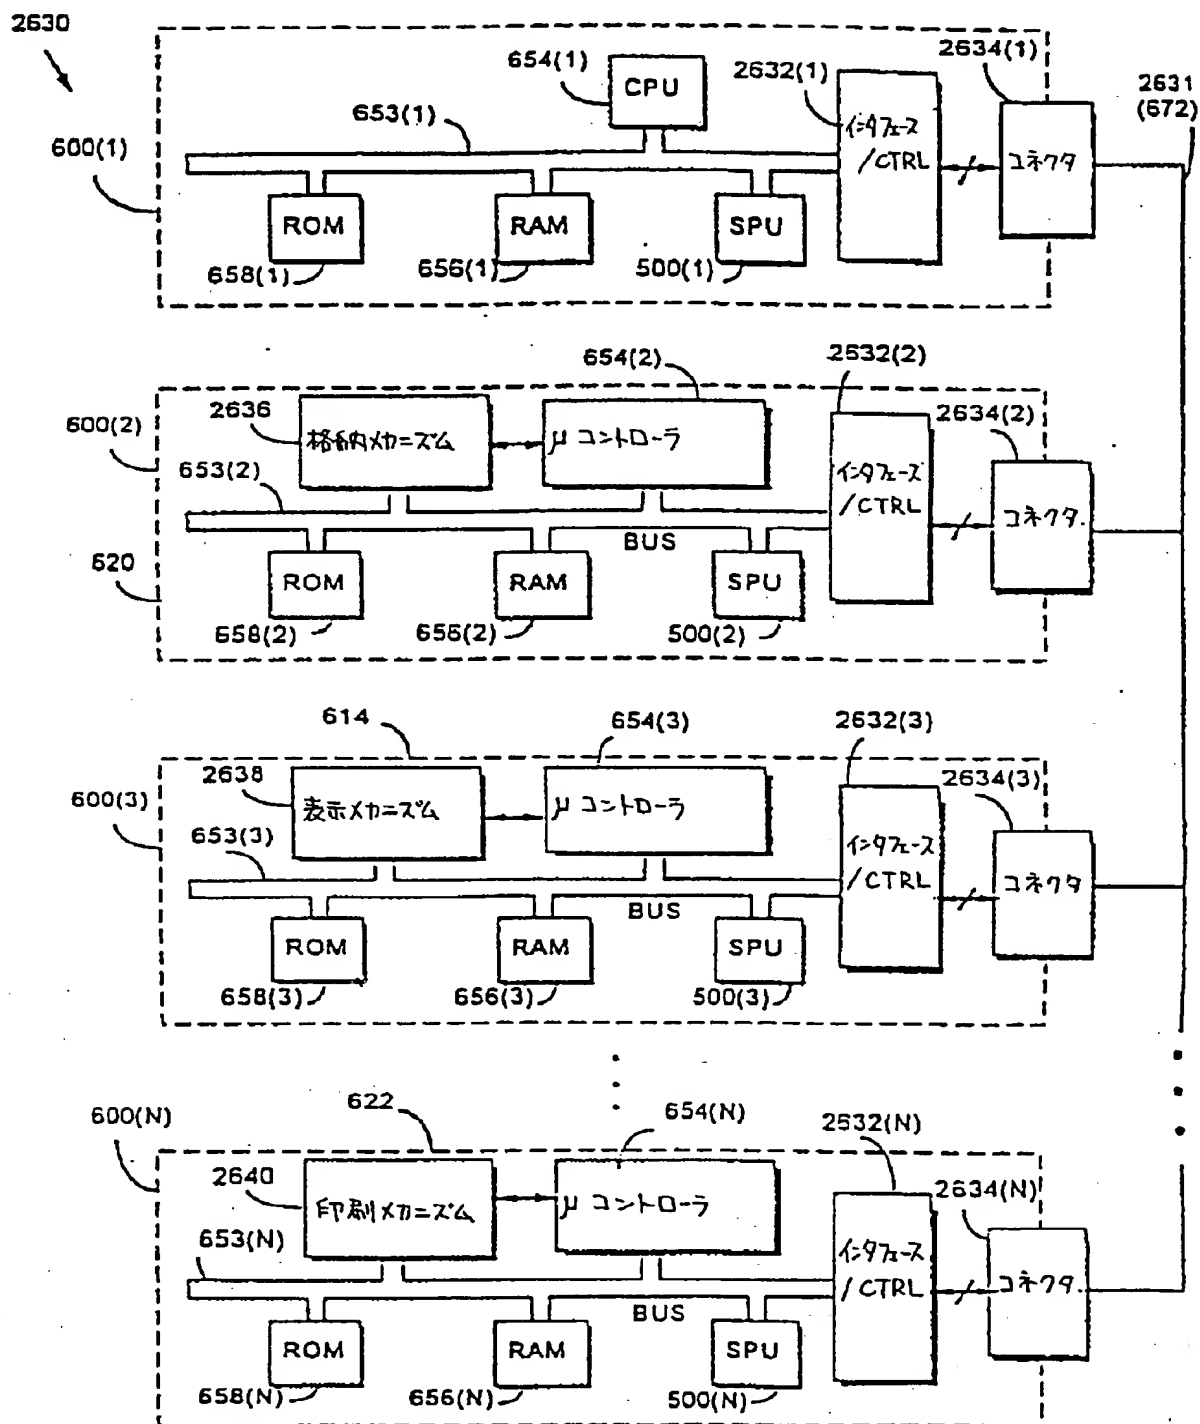 2630
654(1)
CPU
2632(1)
2634(1)
2631
(672)
653(1)
600(1)
インタフェース
/CTRL
コネクタ
ROM
RAM
SPU
658(1)
656(1)
500(1)
654(2)
2632(2)
600(2)
2636
格納メカニズム
μコントローラ
2634(2)
653(2)
インタフェース
/CTRL
コネクタ
BUS
620
ROM
RAM
SPU
658(2)
656(2)
500(2)
614
654(3)
2632(3)
600(3)
2638
表示メカニズム
μコントローラ
2634(3)
653(3)
インタフェース
/CTRL
コネクタ
BUS
ROM
RAM
SPU
658(3)
656(3)
500(3)
600(N)
622
654(N)
2632(N)
2640
印刷メカニズム
μコントローラ
2634(N)
653(N)
インタフェース
/CTRL
コネクタ
BUS
ROM
RAM
SPU
658(N)
656(N)
500(N)